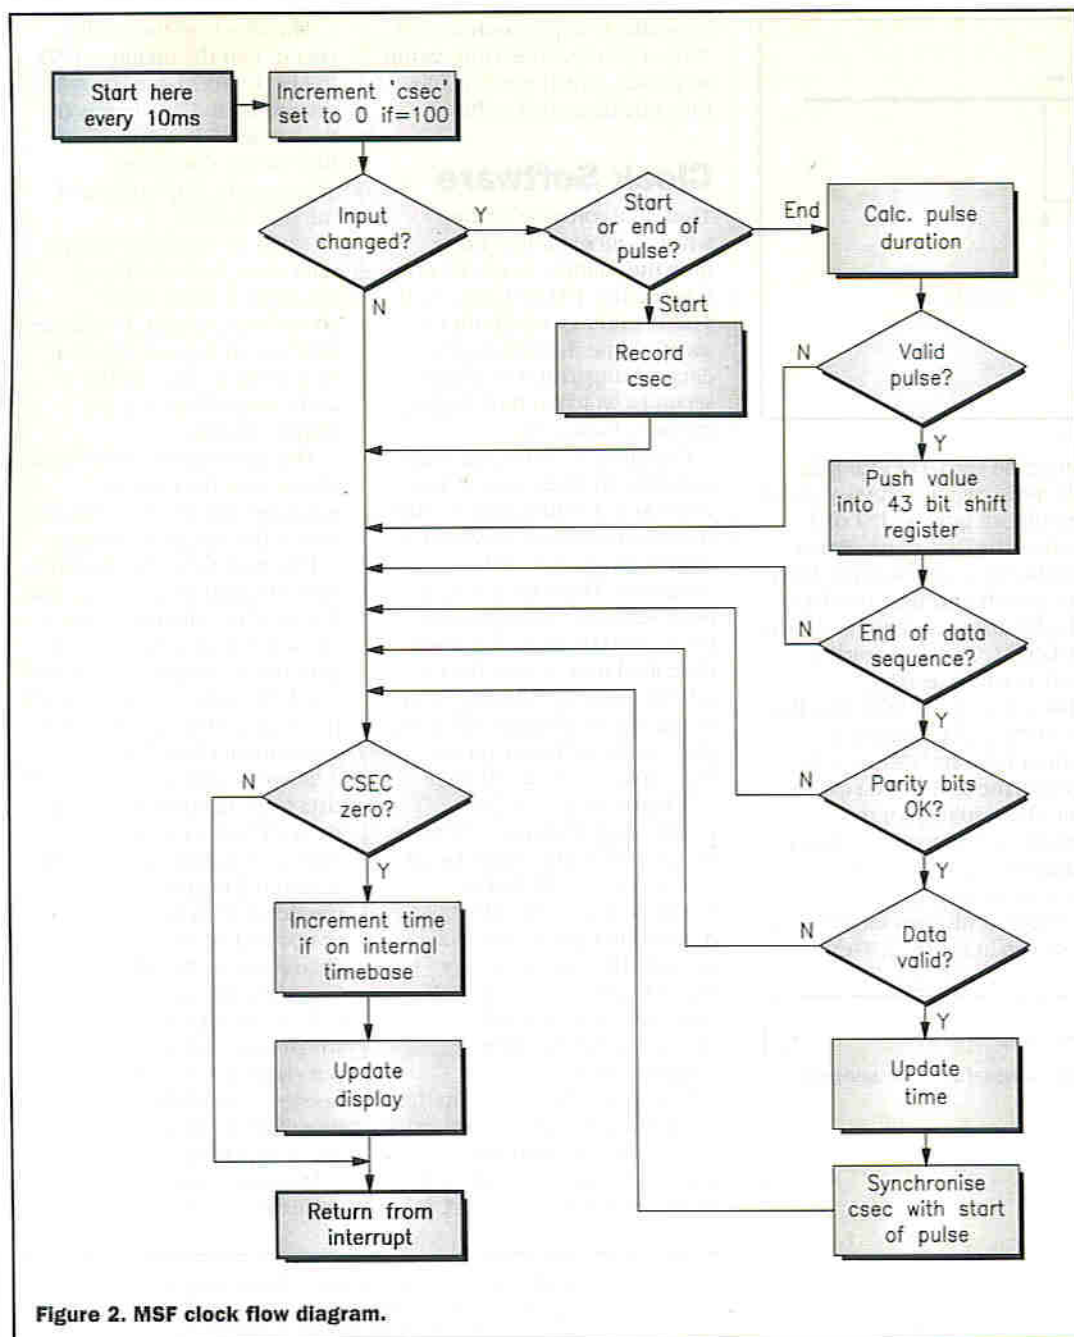 Start here
every 10ms
Increment 'csec'
set to 0 if=100
Input
changed?
Y
N
Start
or end of
pulse?
End
Start
Calc. pulse
duration
Record
csec
Valid
pulse?
N
Y
Push value
into 43 bit shift
register
End of data
sequence?
N
Y
Parity bits
OK?
N
Y
Data
valid?
N
Y
Update
time
Synchronise
csec with start
of pulse
CSEC
zero?
N
Y
Increment time
if on internal
timebase
Update
display
Return from
interrupt
Figure 2. MSF clock flow diagram.